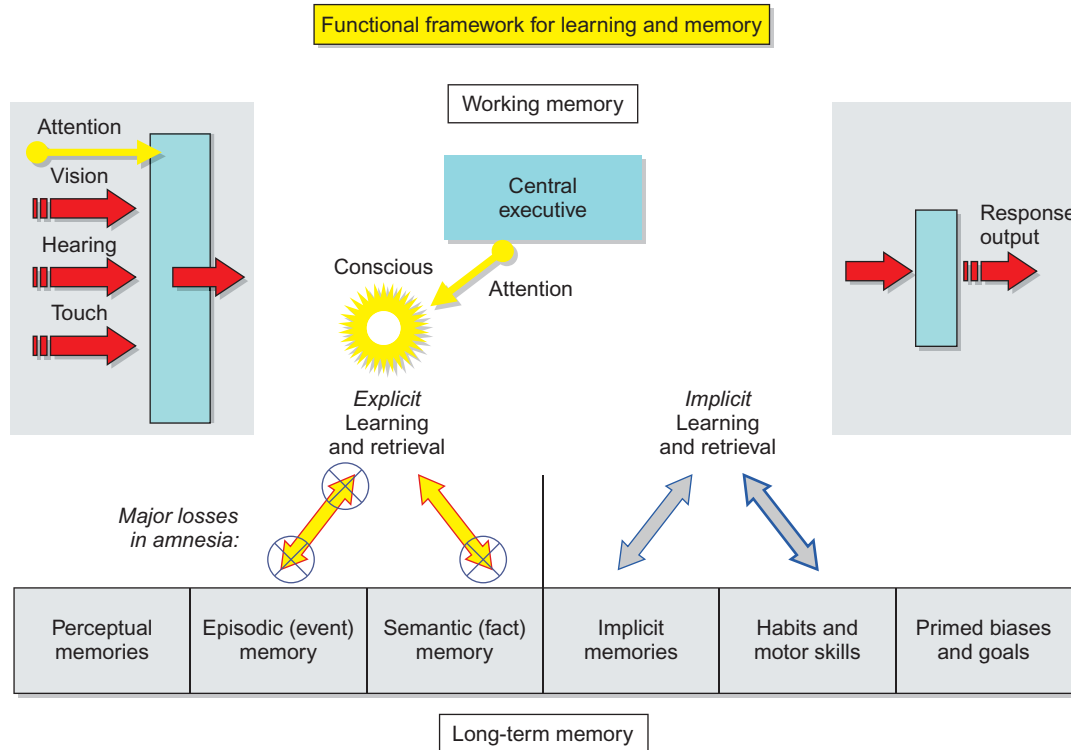 Functional framework for learning and memory
Working memory
Attention
Vision
Hearing
Touch
Central
executive
Conscious
Attention
Response
output
Explicit
Learning
and retrieval
Implicit
Learning
and retrieval
Major losses
in amnesia:
Perceptual
memories
Episodic (event)
memory
Semantic (fact)
memory
Implicit
memories
Habits and
motor skills
Primed biases
and goals
Long-term memory